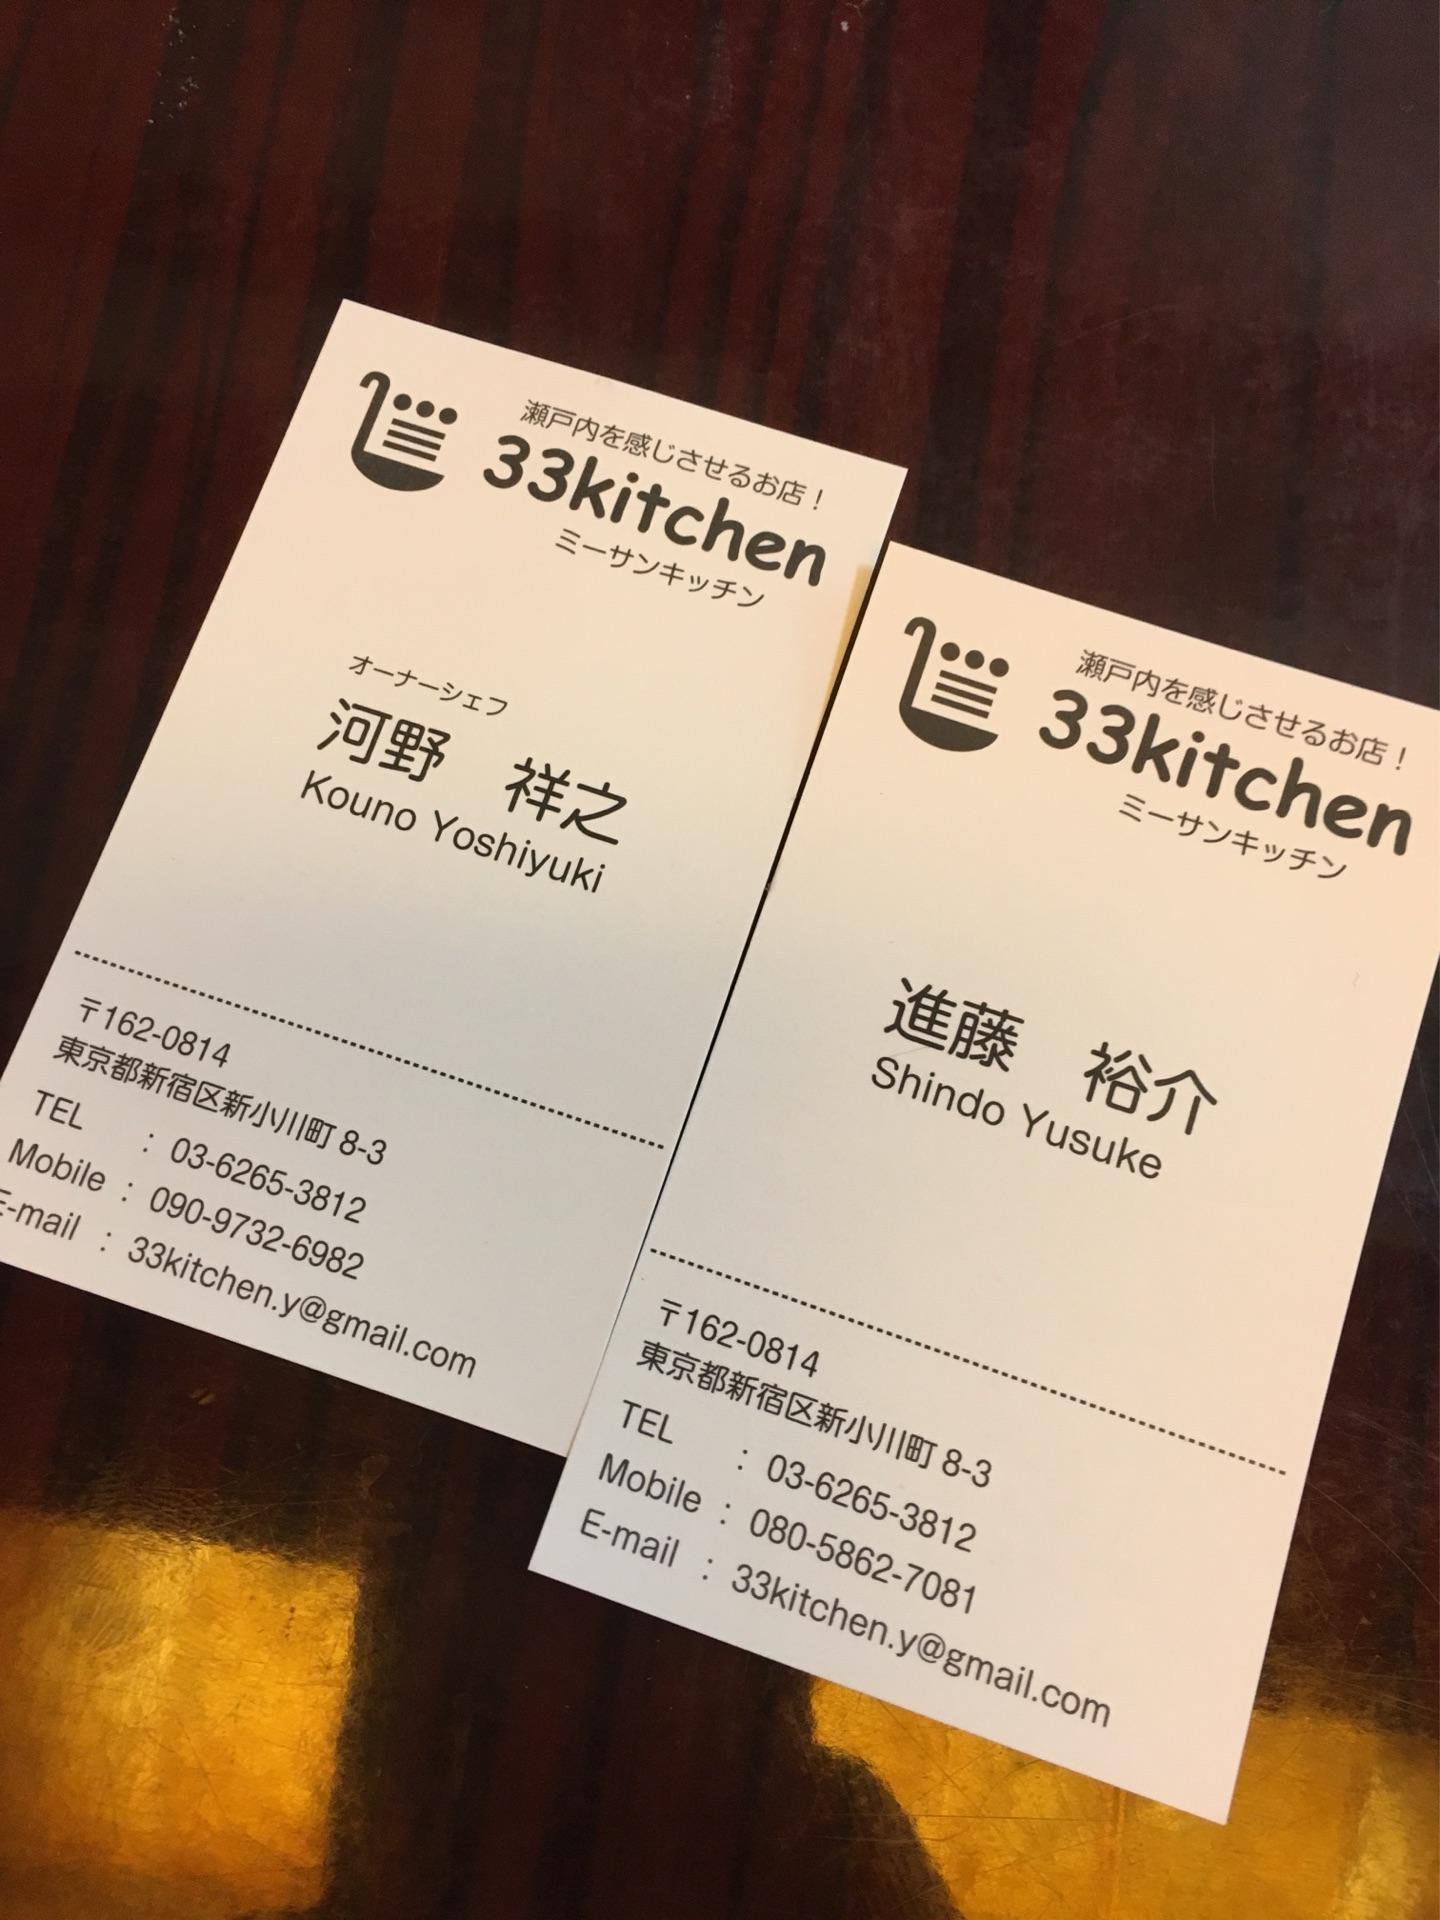 瀬戸内を感じさせるお店！
33kitchen
ミーサンキッチン
オーナーシェフ
河野　祥之
Kouno Yoshiyuki
〒162-0814
東京都新宿区新小川町 8-3
TEL : 03-6265-3812
Mobile : 090-9732-6982
E-mail : 33kitchen.y@gmail.com
瀬戸内を感じさせるお店！
33kitchen
ミーサンキッチン
進藤　裕介
Shindo Yusuke
〒162-0814
東京都新宿区新小川町 8-3
TEL : 03-6265-3812
Mobile : 080-5862-7081
E-mail : 33kitchen.y@gmail.com